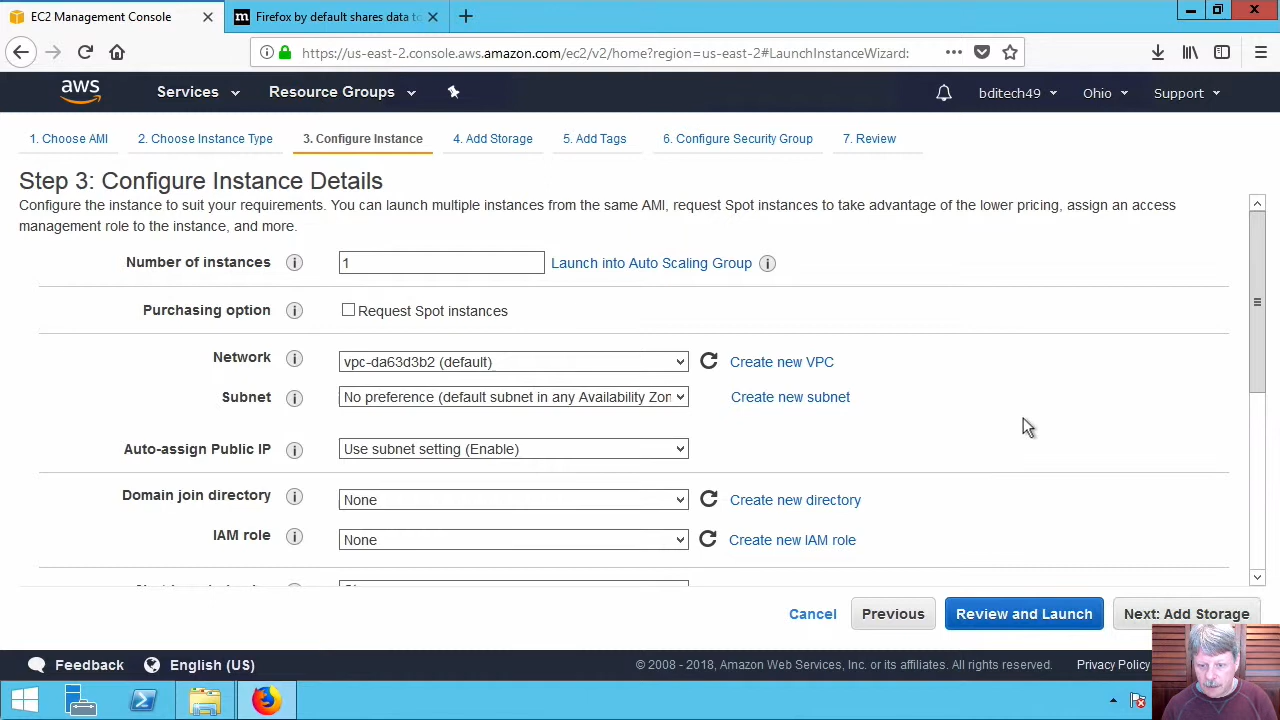 EC2 Management Console
Firefox by default shares data to
https://us-east-2.console.aws.amazon.com/ec2/v2/home?region=us-east-2#LaunchInstanceWizard:
aws
Services
Resource Groups
bditech49
Ohio
Support
1. Choose AMI
2. Choose Instance Type
3. Configure Instance
4. Add Storage
5. Add Tags
6. Configure Security Group
7. Review
Step 3: Configure Instance Details
Configure the instance to suit your requirements. You can launch multiple instances from the same AMI, request Spot instances to take advantage of the lower pricing, assign an access
management role to the instance, and more.
Number of instances
1
Launch into Auto Scaling Group
Purchasing option
Request Spot instances
Network
vpc-da63d3b2 (default)
Create new VPC
Subnet
No preference (default subnet in any Availability Zon
Create new subnet
Auto-assign Public IP
Use subnet setting (Enable)
Domain join directory
None
Create new directory
IAM role
None
Create new IAM role
Cancel
Previous
Review and Launch
Next: Add Storage
Feedback
English (US)
© 2008 - 2018, Amazon Web Services, Inc. or its affiliates. All rights reserved.
Privacy Policy